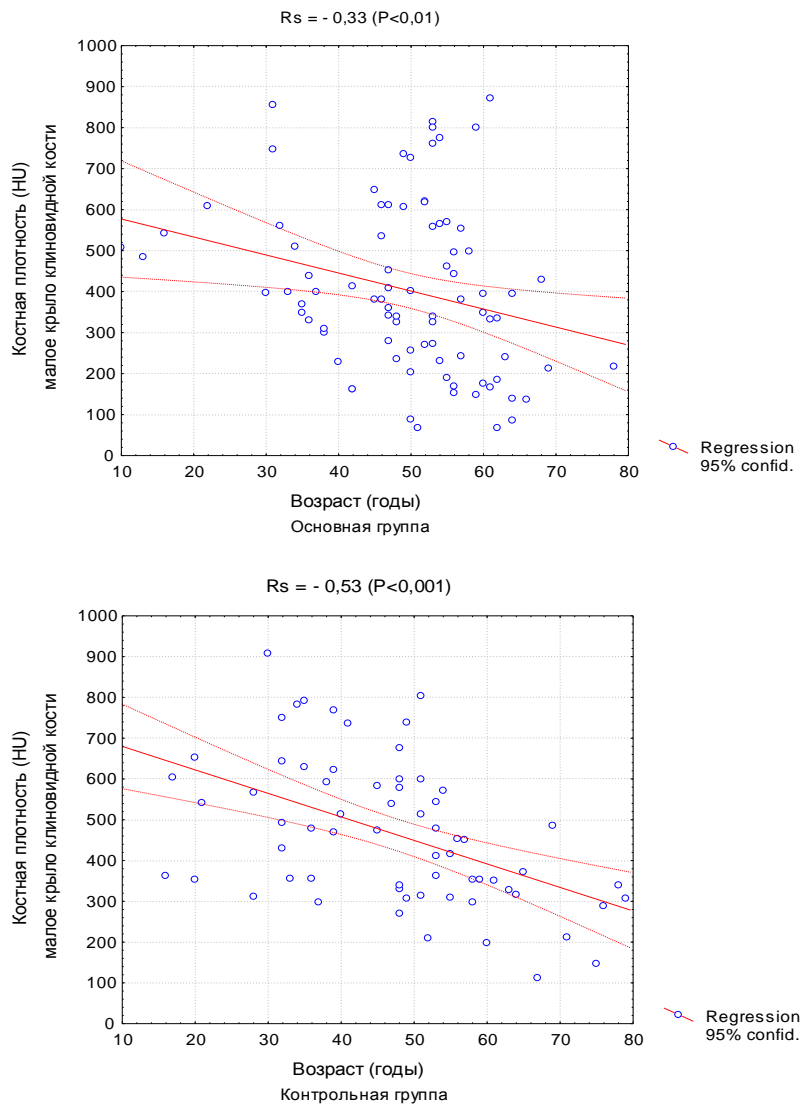 Rs = - 0,33 (P<0,01)
1000
900
800
700
600
500
400
300
200
100
0
Костная плотность (HU)
малое крыло клиновидной кости
10 20 30 40 50 60 70 80
Возраст (годы)
Основная группа
Regression
95% confid.
Rs = - 0,53 (P<0,001)
1000
900
800
700
600
500
400
300
200
100
0
Костная плотность (HU)
малое крыло клиновидной кости
10 20 30 40 50 60 70 80
Возраст (годы)
Контрольная группа
Regression
95% confid.